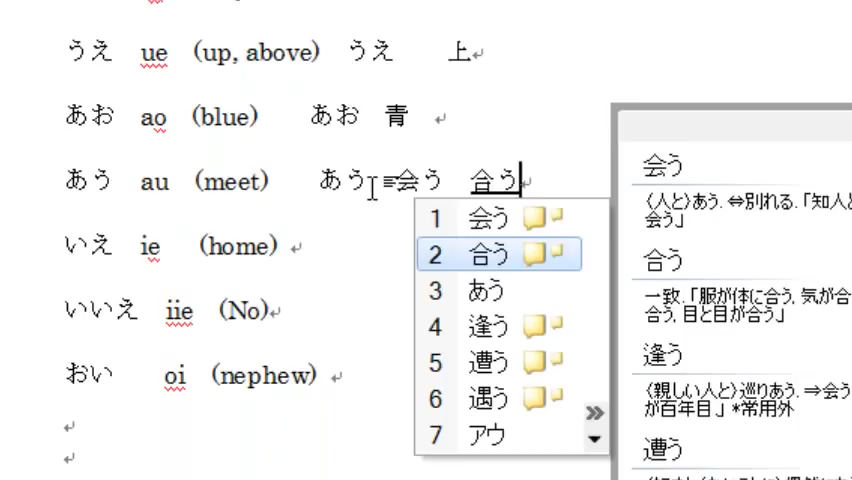 うえ ue (up, above) うえ 上
あお ao (blue) あお 青
あう au (meet) あう 会う 合う
いえ ie (home)
いいえ iie (No)
おい oi (nephew)
1 会う
2 合う
3 あう
4 逢う
5 遭う
6 遇う
7 アウ
会う
〈人と〉あう. ⇔別れる. 「知人と
会う」
合う
一致. 「服が体に合う, 気が合
合う, 目と目が合う」
逢う
〈親しい人と〉巡りあう. ⇒会う
が百年目.」 *常用外
遭う